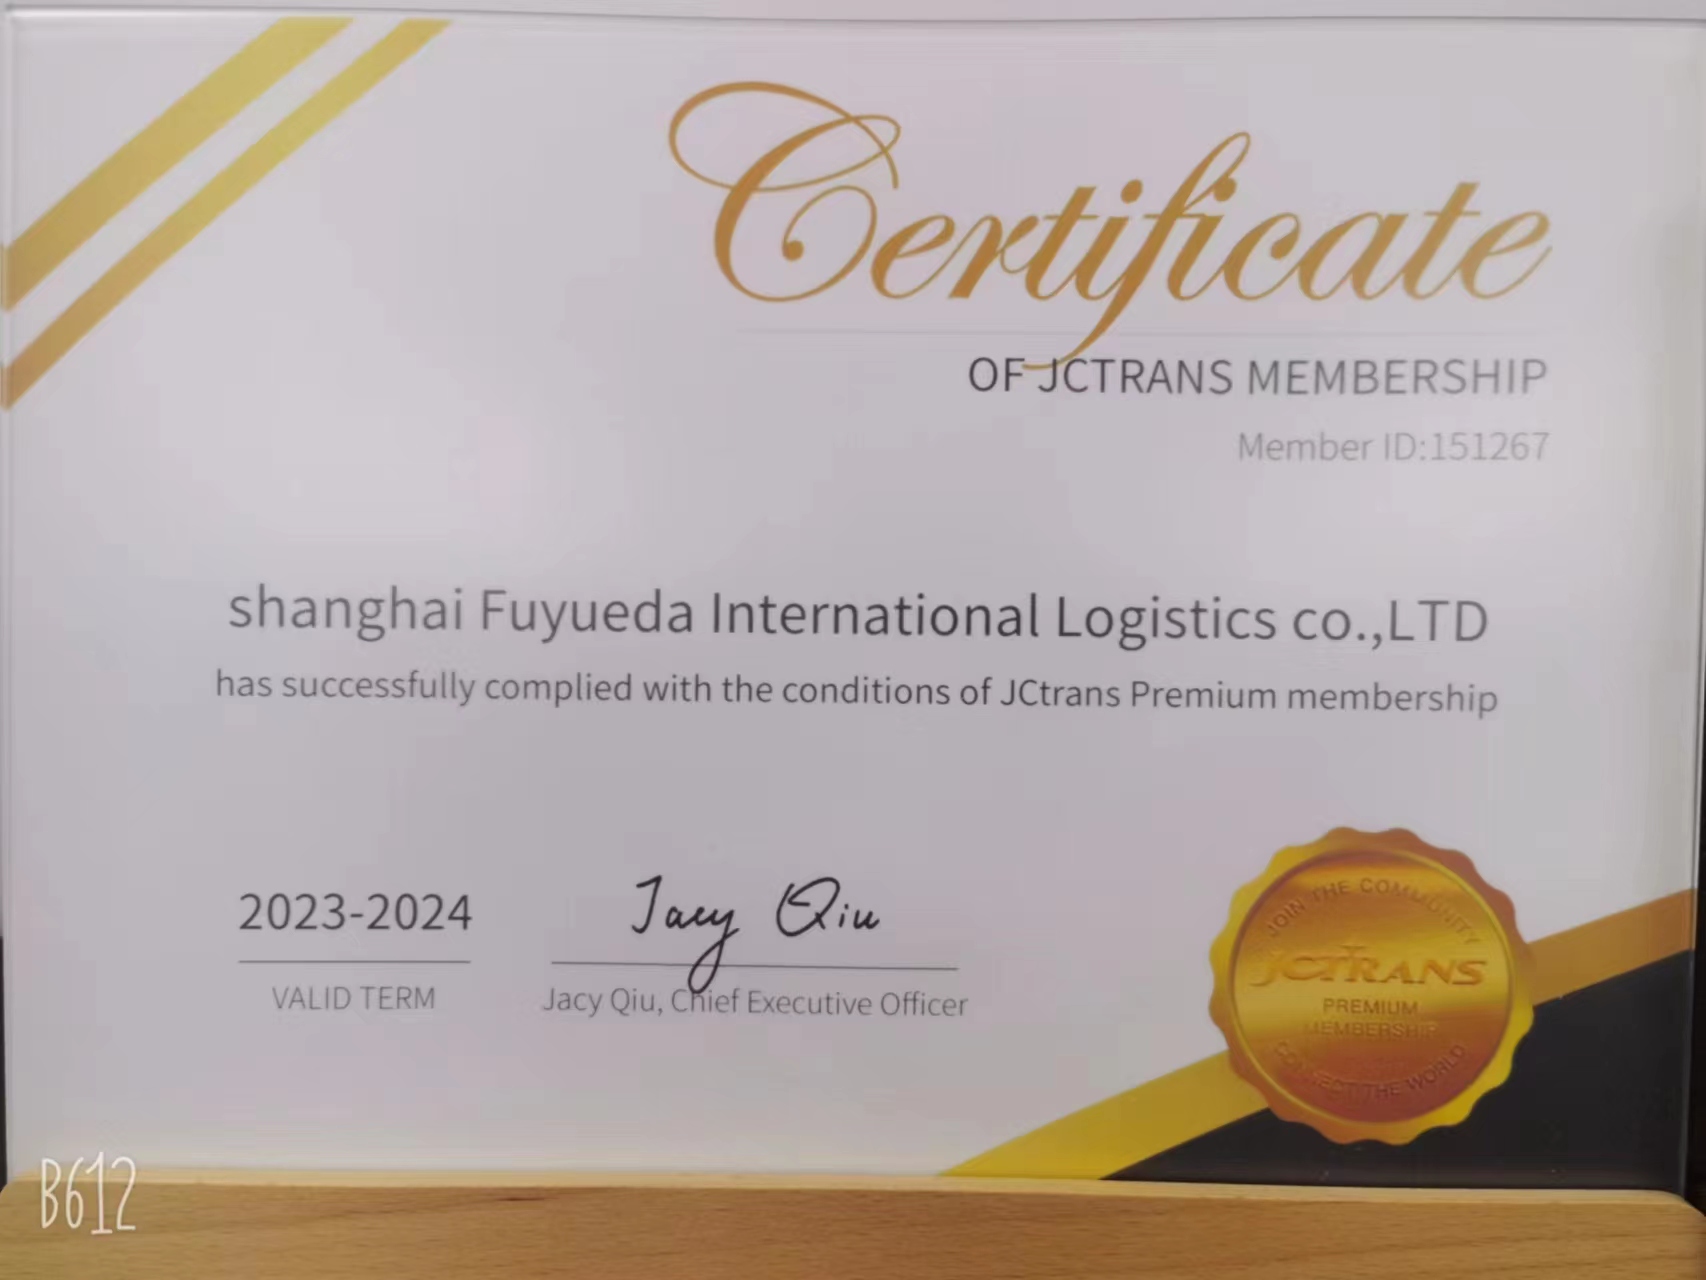 Certificate
OF JCTRANS MEMBERSHIP
Member ID:151267
shanghai Fuyueda International Logistics co.,LTD
has successfully complied with the conditions of JCtrans Premium membership
2023-2024
VALID TERM
Jacy Qiu
Jacy Qiu, Chief Executive Officer
JOIN THE COMMUNITY
JCTRANS
PREMIUM
MEMBERSHIP
CONNECT THE WORLD
B612